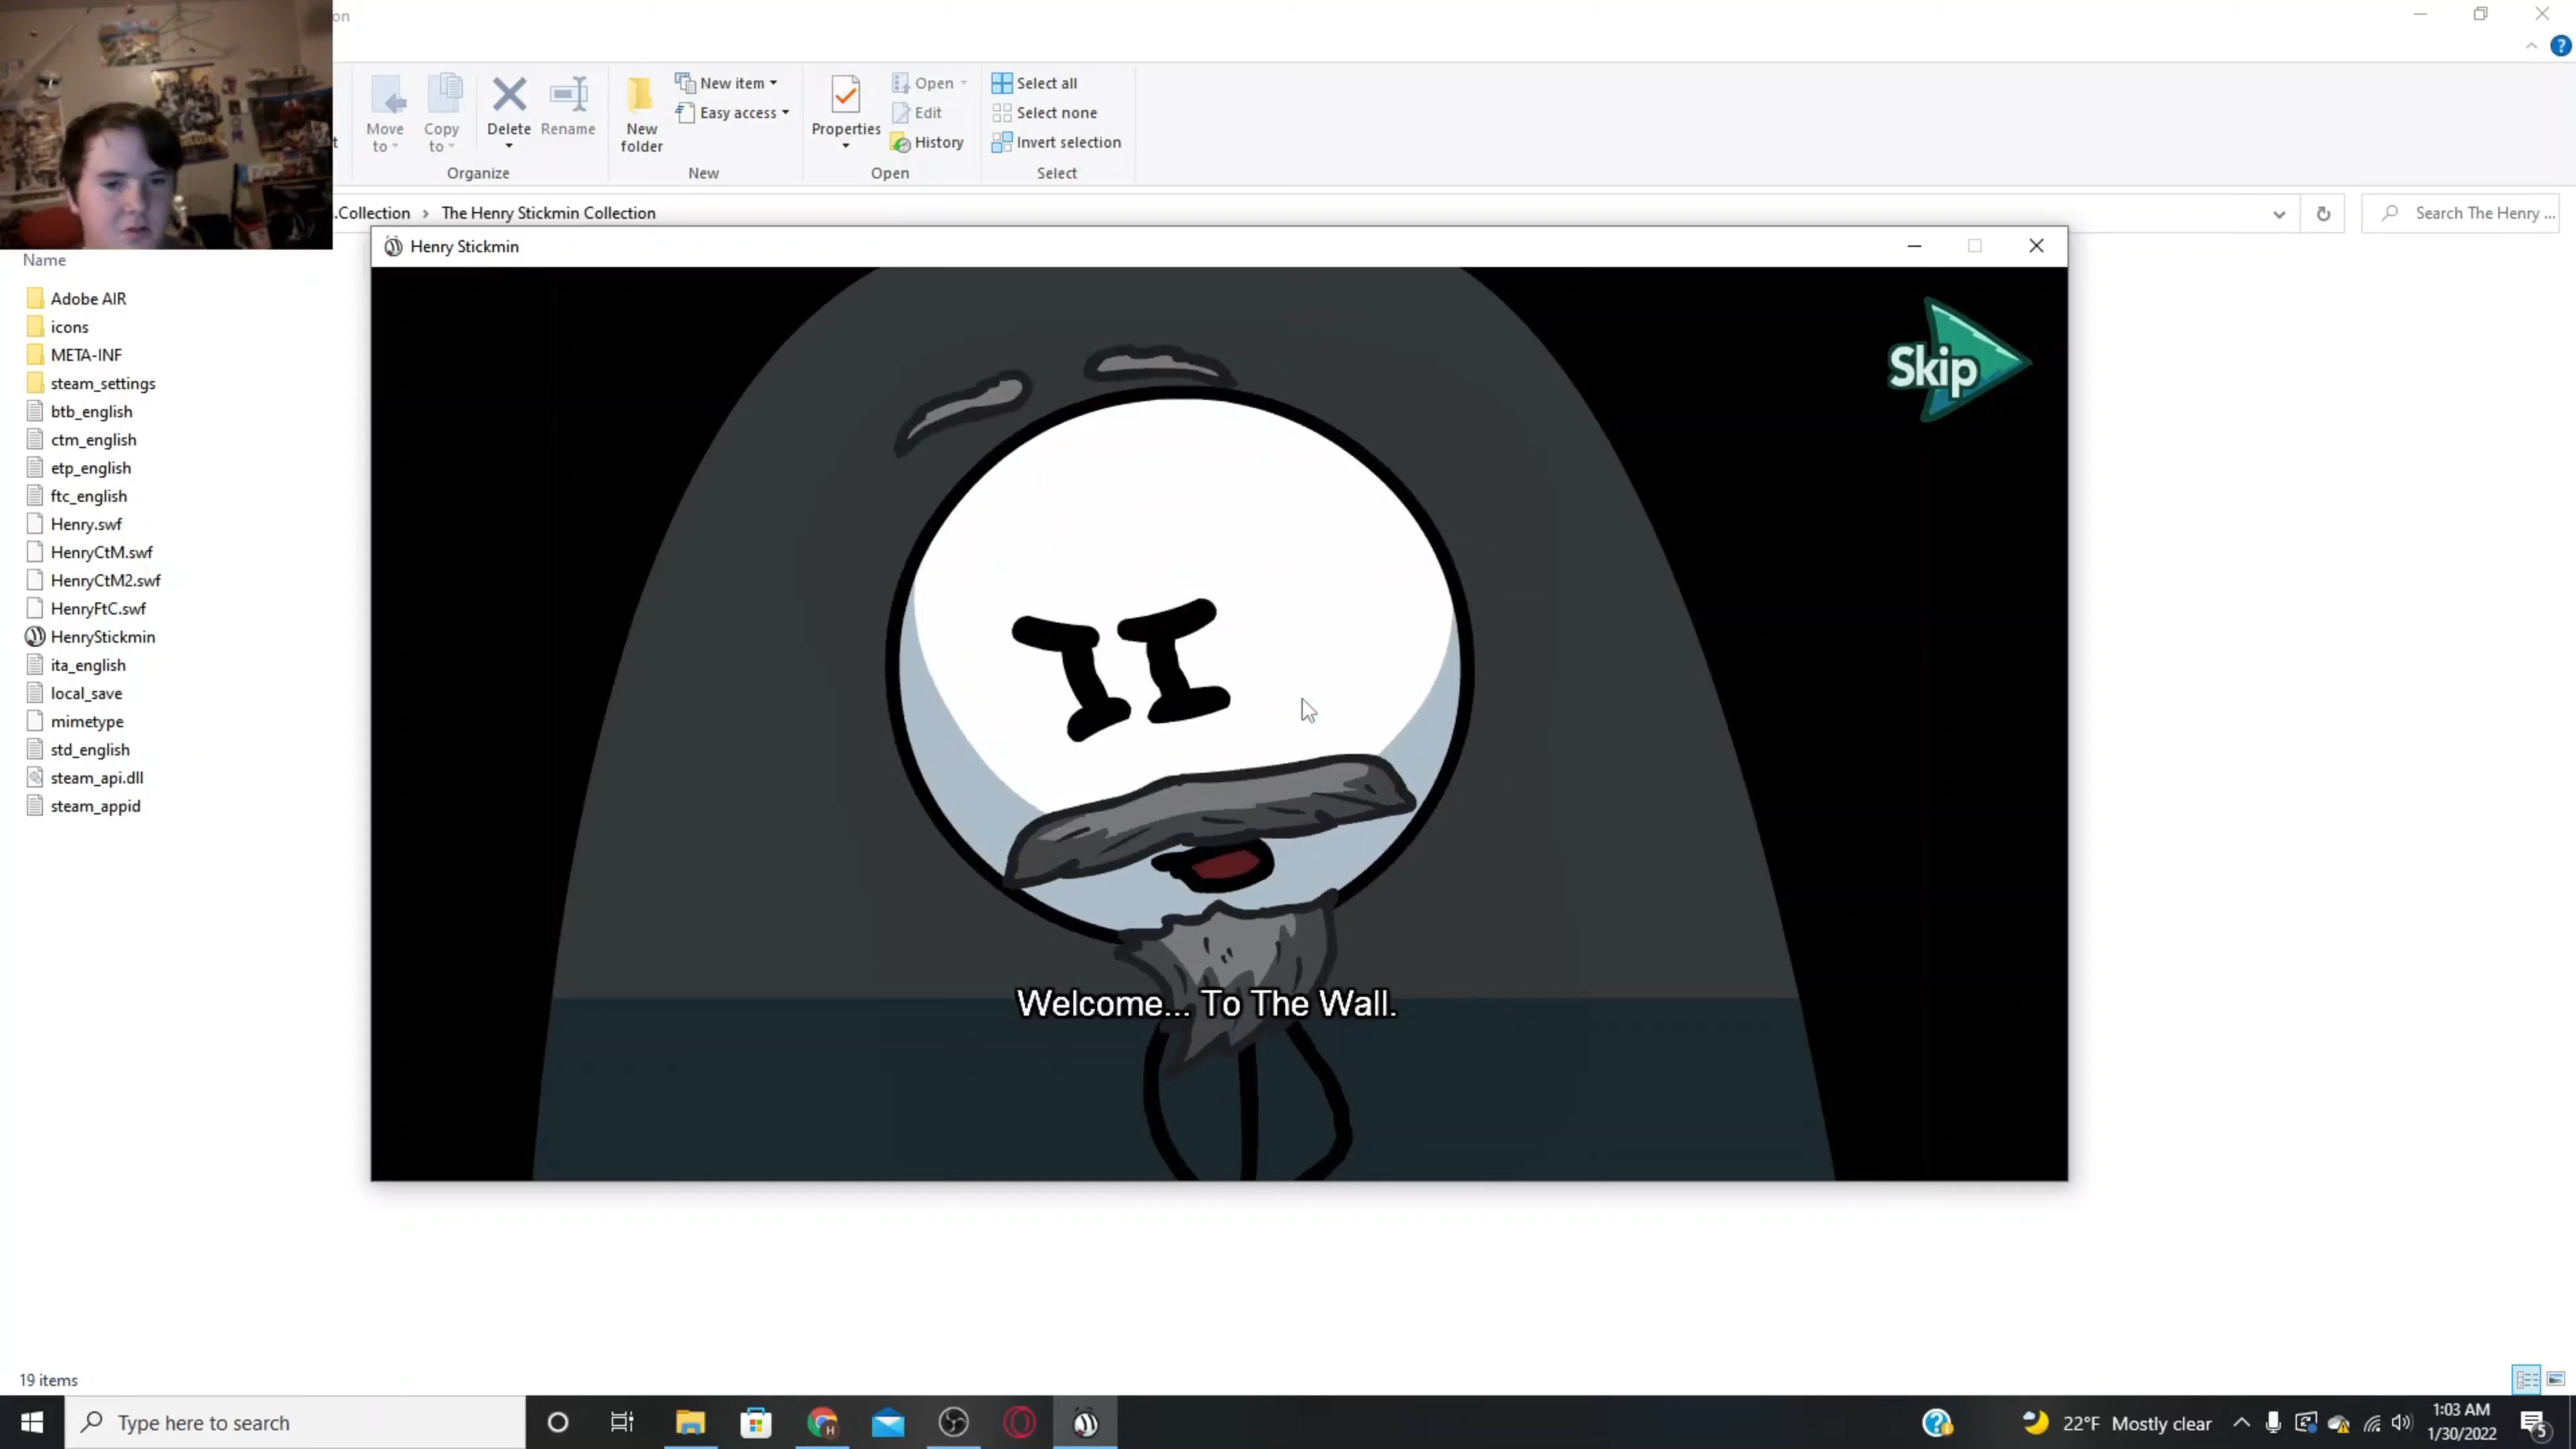 on
Move to
Copy to
Delete
Rename
New folder
New item
Easy access
Properties
Open
Edit
History
Select all
Select none
Invert selection
t
Organize
New
Open
Select
.Collection > The Henry Stickmin Collection
Search The Henry ...
Name
Henry Stickmin
Adobe AIR
icons
META-INF
steam_settings
btb_english
ctm_english
etp_english
ftc_english
Henry.swf
HenryCtM.swf
HenryCtM2.swf
HenryFtC.swf
HenryStickmin
ita_english
local_save
mimetype
std_english
steam_api.dll
steam_appid
Skip
Welcome... To The Wall.
19 items
Type here to search
H
22°F Mostly clear
1:03 AM
1/30/2022
5